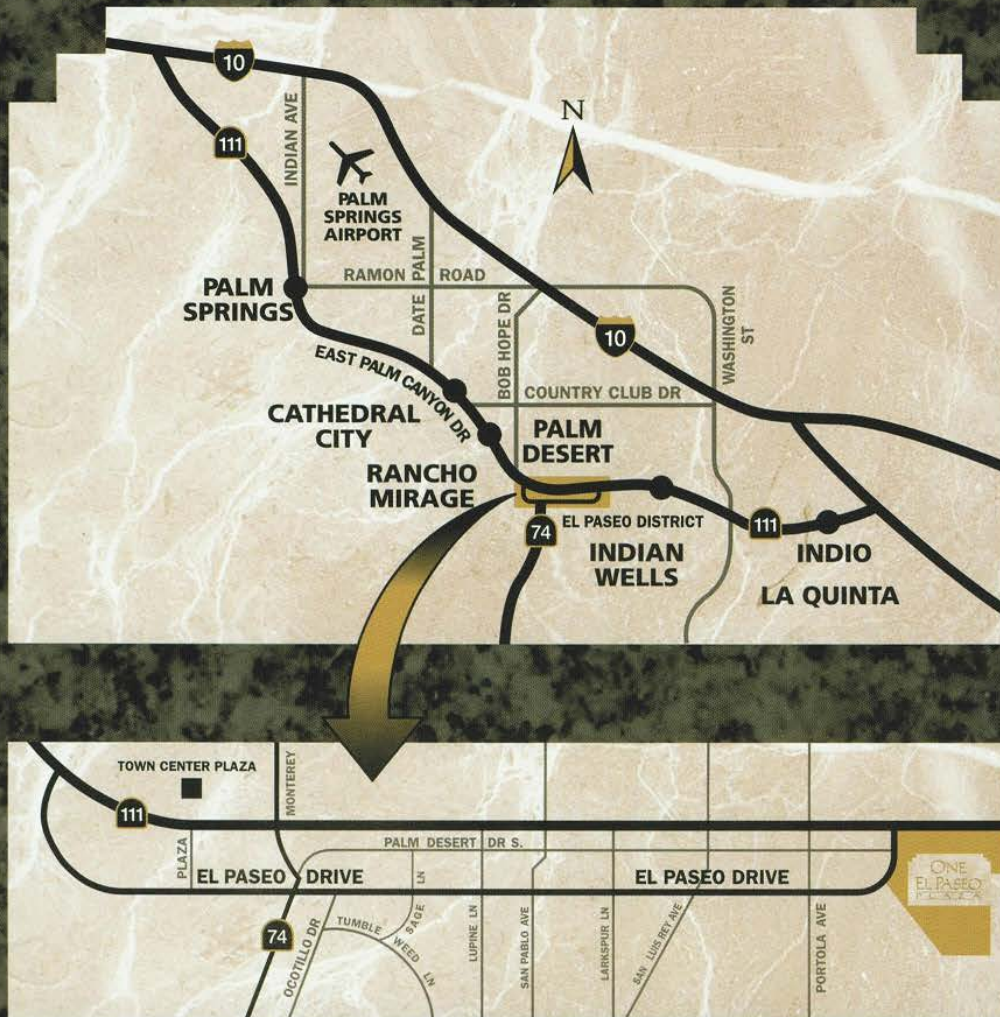 10
N
111
INDIAN AVE
PALM
SPRINGS
AIRPORT
DATE PALM
RAMON ROAD
PALM
SPRINGS
BOB HOPE DR
WASHINGTON
ST
10
EAST PALM CANYON DR
COUNTRY CLUB DR
CATHEDRAL
CITY
PALM
DESERT
RANCHO
MIRAGE
74
EL PASEO DISTRICT
111
INDIAN
WELLS
INDIO
LA QUINTA
TOWN CENTER PLAZA
MONTEREY
111
PLAZA
PALM DESERT DR S.
EL PASEO DRIVE
EL PASEO DRIVE
ONE
EL PASEO
PLAZA
74
OCOTILLO DR
TUMBLE WEED LN
SAGE LN
LUPINE LN
SAN PABLO AVE
LARKSPUR LN
SAN LUIS REY AVE
PORTOLA AVE